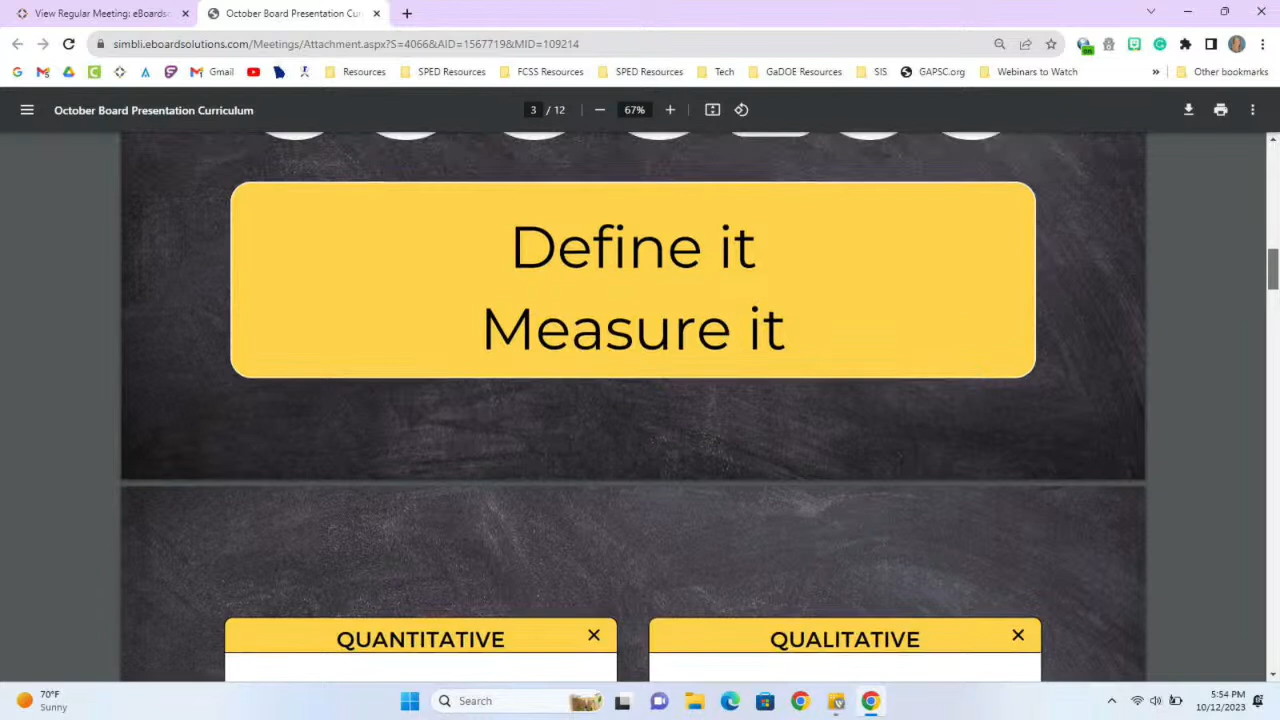 View Regular Meeting: eBoardso
October Board Presentation Cur
simbli.eboardsolutions.com/Meetings/Attachment.aspx?S=4066&AID=1567719&MID=109214
Gmail
Resources
SPED Resources
FCSS Resources
SPED Resources
Tech
GaDOE Resources
SIS
GAPSC.org
Webinars to Watch
»
Other bookmarks
October Board Presentation Curriculum
3 / 12
67%
Define it
Measure it
QUANTITATIVE
QUALITATIVE
70°F
Sunny
Search
5:54 PM
10/12/2023